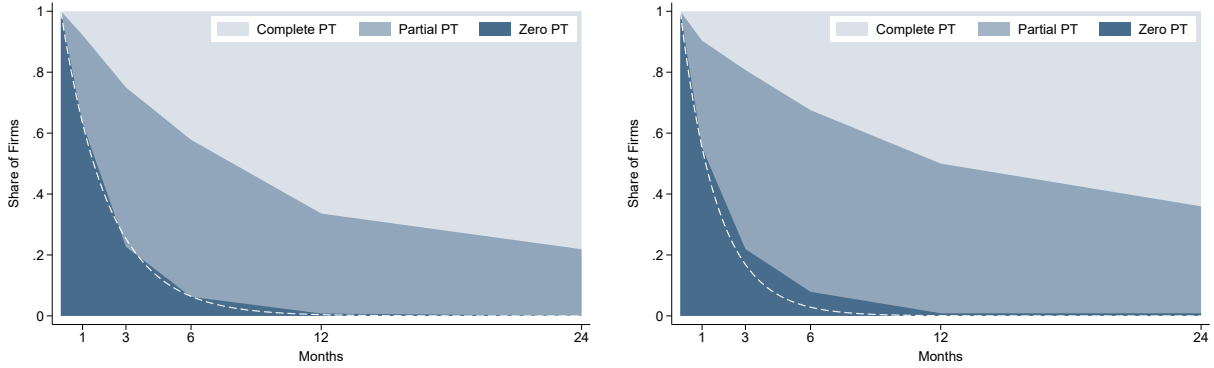 Complete PT Partial PT Zero PT
1
.8
.6
.4
.2
0
Share of Firms
1 3 6 12 24
Months
Complete PT Partial PT Zero PT
1
.8
.6
.4
.2
0
Share of Firms
1 3 6 12 24
Months